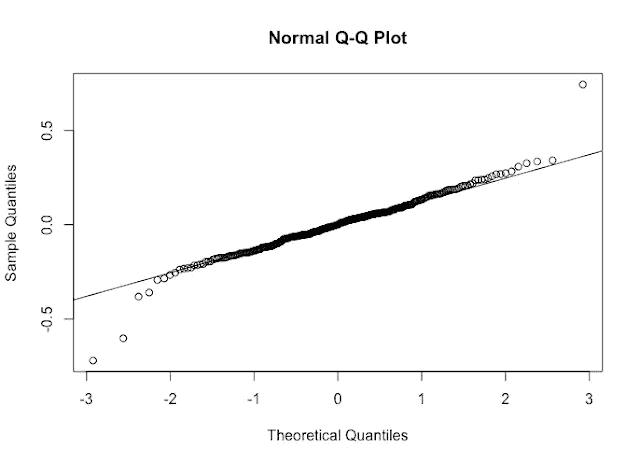 Normal Q-Q Plot
Sample Quantiles
0.5
0.0
-0.5
-3 -2 -1 0 1 2 3
Theoretical Quantiles